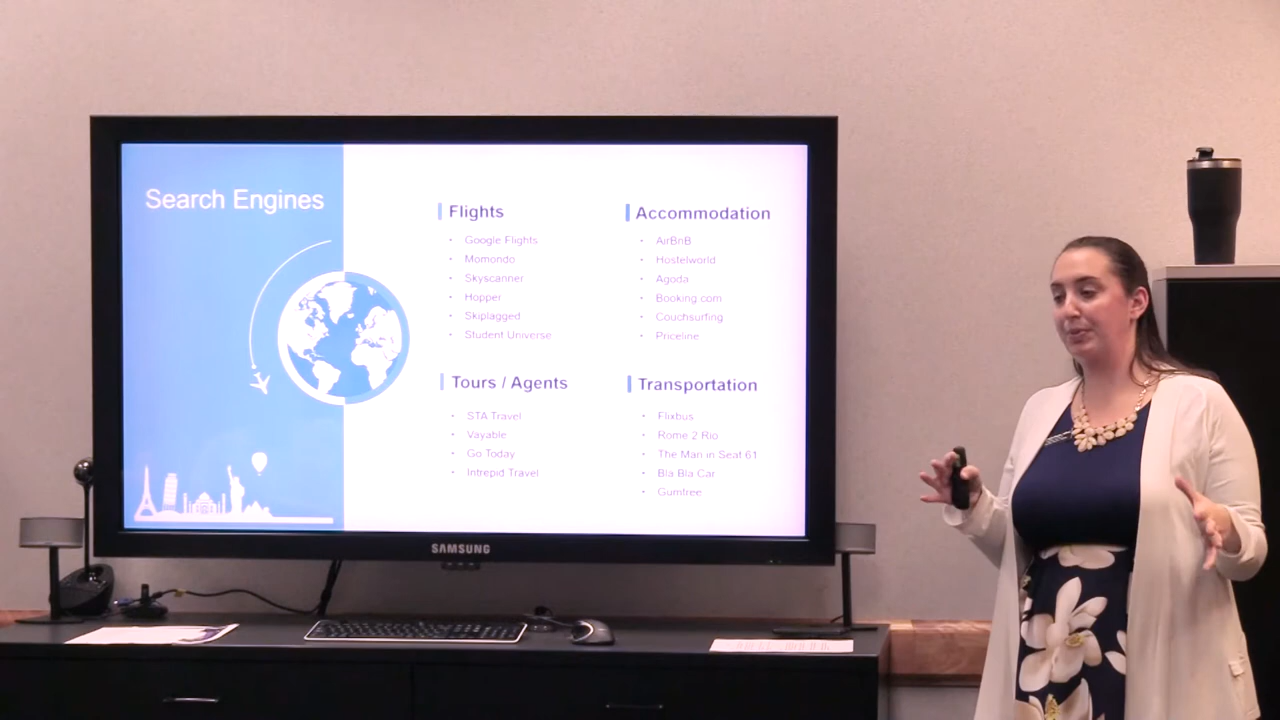 Search Engines
Flights
Google Flights
Momondo
Skyscanner
Hopper
Skiplagged
Student Universe
Accommodation
AirBnB
Hostelworld
Agoda
Booking.com
Couchsurfing
Priceline
Tours / Agents
STA Travel
Vayable
Go Today
Intrepid Travel
Transportation
Flixbus
Rome 2 Rio
The Man in Seat 61
Bla Bla Car
Gumtree
SAMSUNG